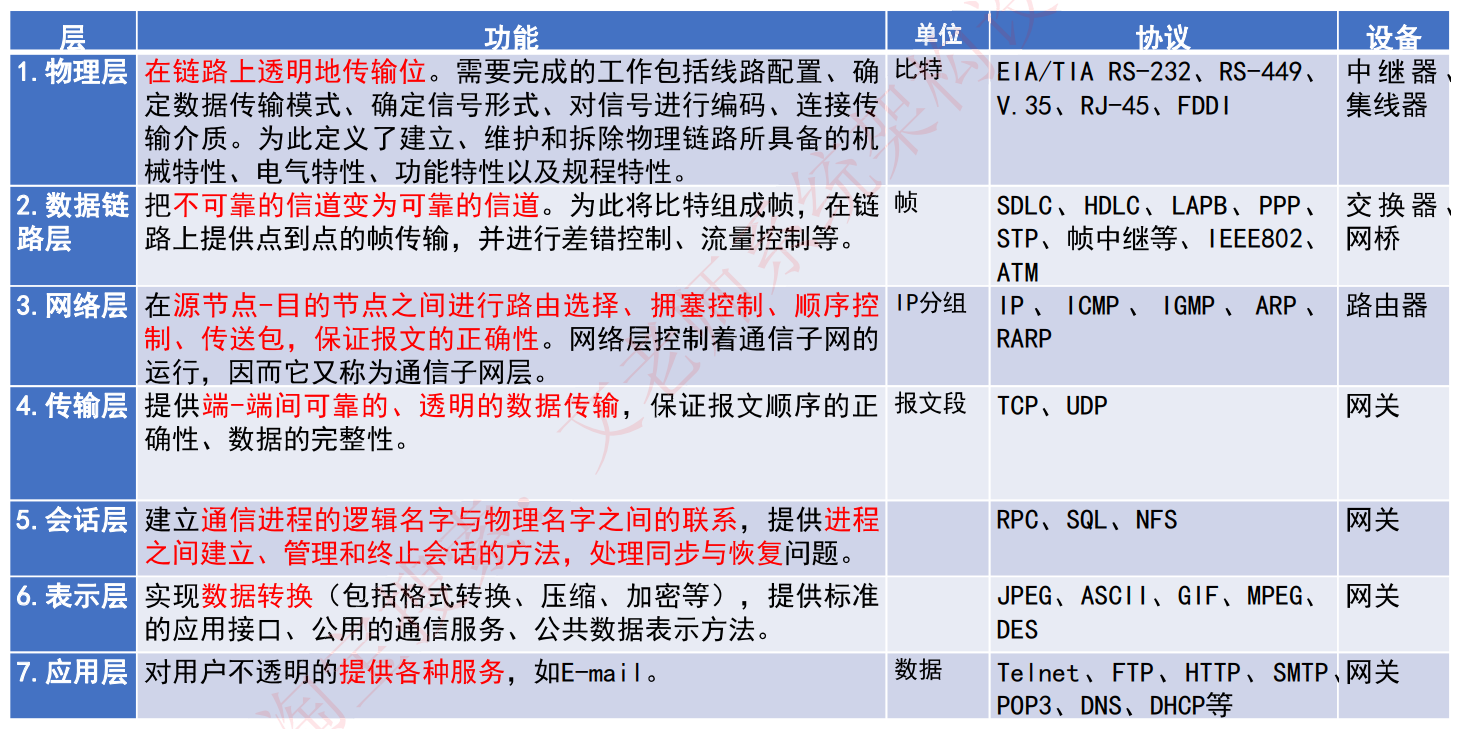 层 功能 单位 协议 设备
1.物理层 在链路上透明地传输位。需要完成的工作包括线路配置、确 比特 EIA/TIA RS-232、RS-449、 中继器、
定数据传输模式、确定信号形式、对信号进行编码、连接传 V.35、RJ-45、FDDI 集线器
输介质。为此定义了建立、维护和拆除物理链路所具备的机
械特性、电气特性、功能特性以及规程特性。
2.数据链 把不可靠的信道变为可靠的信道。为此将比特组成帧，在链 帧 SDLC、HDLC、LAPB、PPP、 交换器、
路层 路上提供点到点的帧传输，并进行差错控制、流量控制等。 STP、帧中继等、IEEE802、 网桥
ATM
3.网络层 在源节点-目的节点之间进行路由选择、拥塞控制、顺序控 IP分组 IP、ICMP、IGMP、ARP、 路由器
制、传送包，保证报文的正确性。网络层控制着通信子网的 RARP
运行，因而它又称为通信子网层。
4.传输层 提供端-端间可靠的、透明的数据传输，保证报文顺序的正 报文段 TCP、UDP 网关
确性、数据的完整性。
5.会话层 建立通信进程的逻辑名字与物理名字之间的联系，提供进程 RPC、SQL、NFS 网关
之间建立、管理和终止会话的方法，处理同步与恢复问题。
6.表示层 实现数据转换（包括格式转换、压缩、加密等），提供标准 JPEG、ASCII、GIF、MPEG、 网关
的应用接口、公用的通信服务、公共数据表示方法。 DES
7.应用层 对用户不透明的提供各种服务，如E-mail。 数据 Telnet、FTP、HTTP、SMTP、 网关
POP3、DNS、DHCP等
淘宝搜索：文老师系统架构设